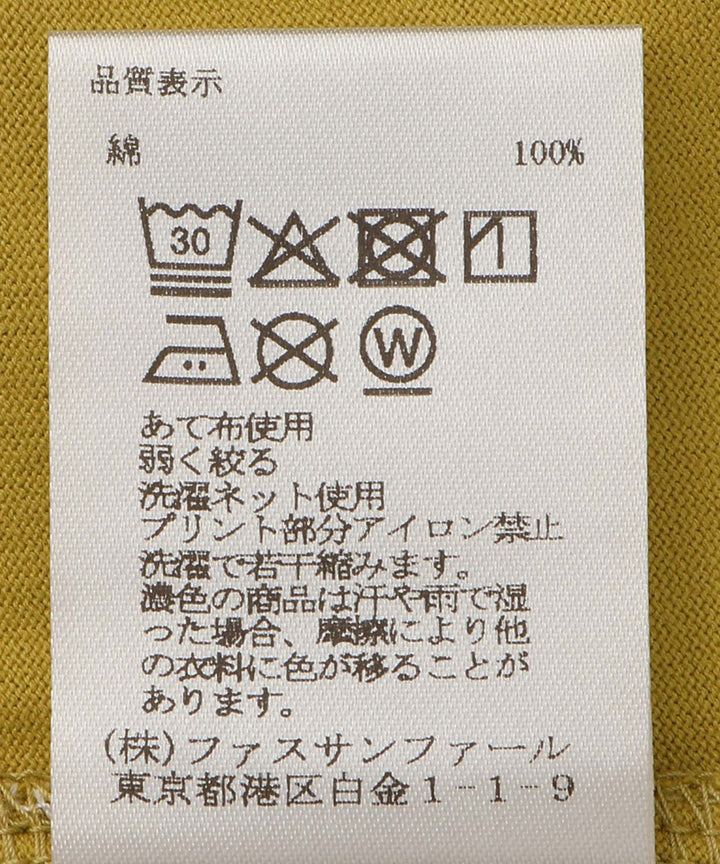 品質表示
綿 100%
30
W
あて布使用
弱く絞る
洗濯ネット使用
プリント部分アイロン禁止
洗濯で若干縮みます。
濃色の商品は汗や雨で湿
った場合、摩擦により他
の衣料に色が移ることが
あります。
(株)ファスサンファール
東京都港区白金1-1-9